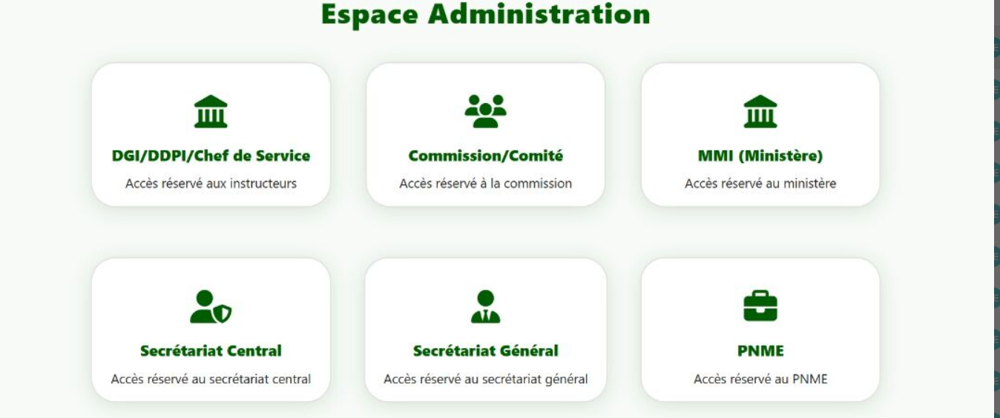 Espace Administration
DGI/DDPI/Chef de Service
Accès réservé aux instructeurs
Commission/Comité
Accès réservé à la commission
MMI (Ministère)
Accès réservé au ministère
Secrétariat Central
Accès réservé au secrétariat central
Secrétariat Général
Accès réservé au secrétariat général
PNME
Accès réservé au PNME